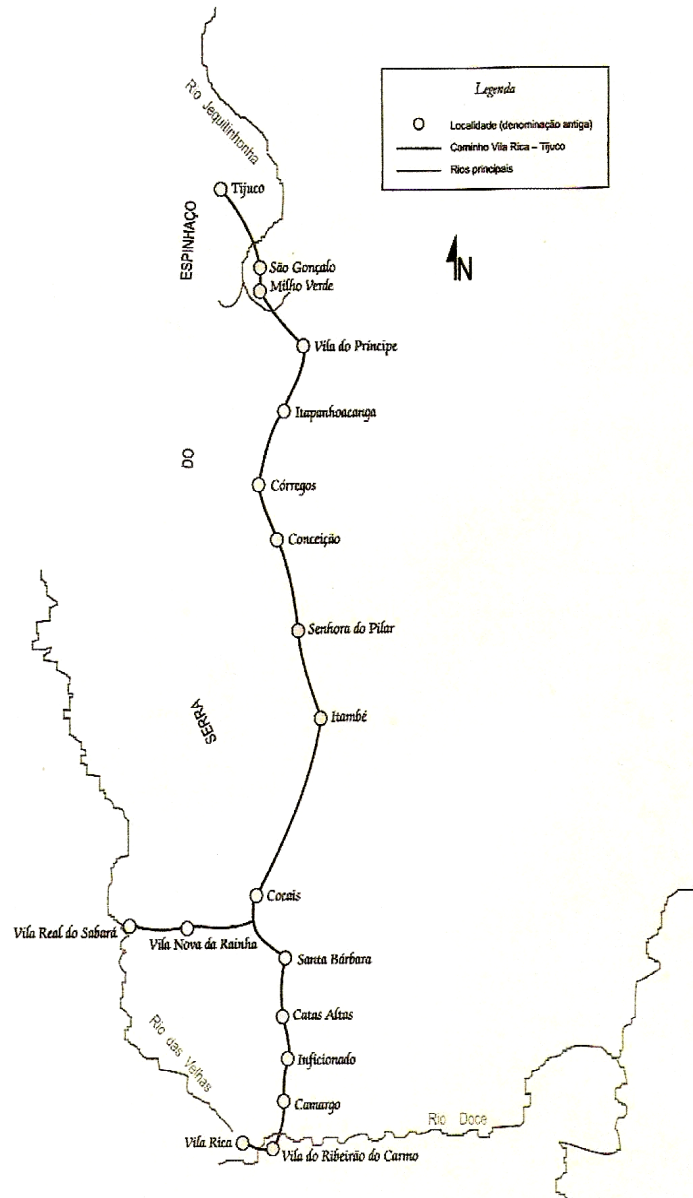 Legenda
Localidade (denominação antiga)
Caminho Vila Rica – Tijuco
Rios principais
Rio Jequitinhonha
Tijuco
ESPINHAÇO
São Gonçalo
Milho Verde
N
Vila do Príncipe
Itapanhoacanga
DO
Córregos
Conceição
Senhora do Pilar
SERRA
Itambé
Cocais
Vila Real do Sabará
Vila Nova da Rainha
Santa Bárbara
Catas Altas
Rio das Velhas
Inficionado
Camargo
Rio Doce
Vila Rica
Vila do Ribeirão do Carmo